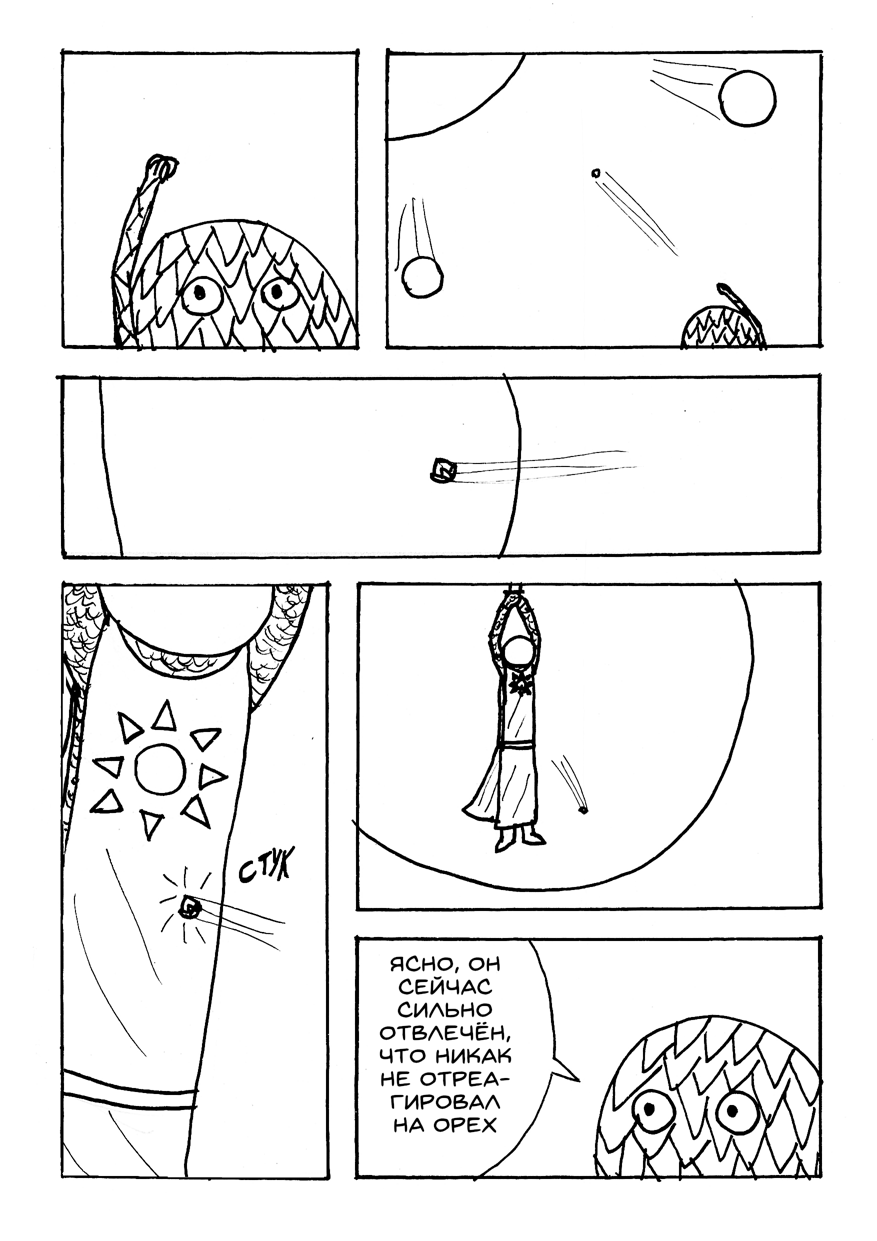 СТУК
ЯСНО, ОН
СЕЙЧАС
СИЛЬНО
ОТВЛЕЧЁН,
ЧТО НИКАК
НЕ ОТРЕА-
ГИРОВАЛ
НА ОРЕХ